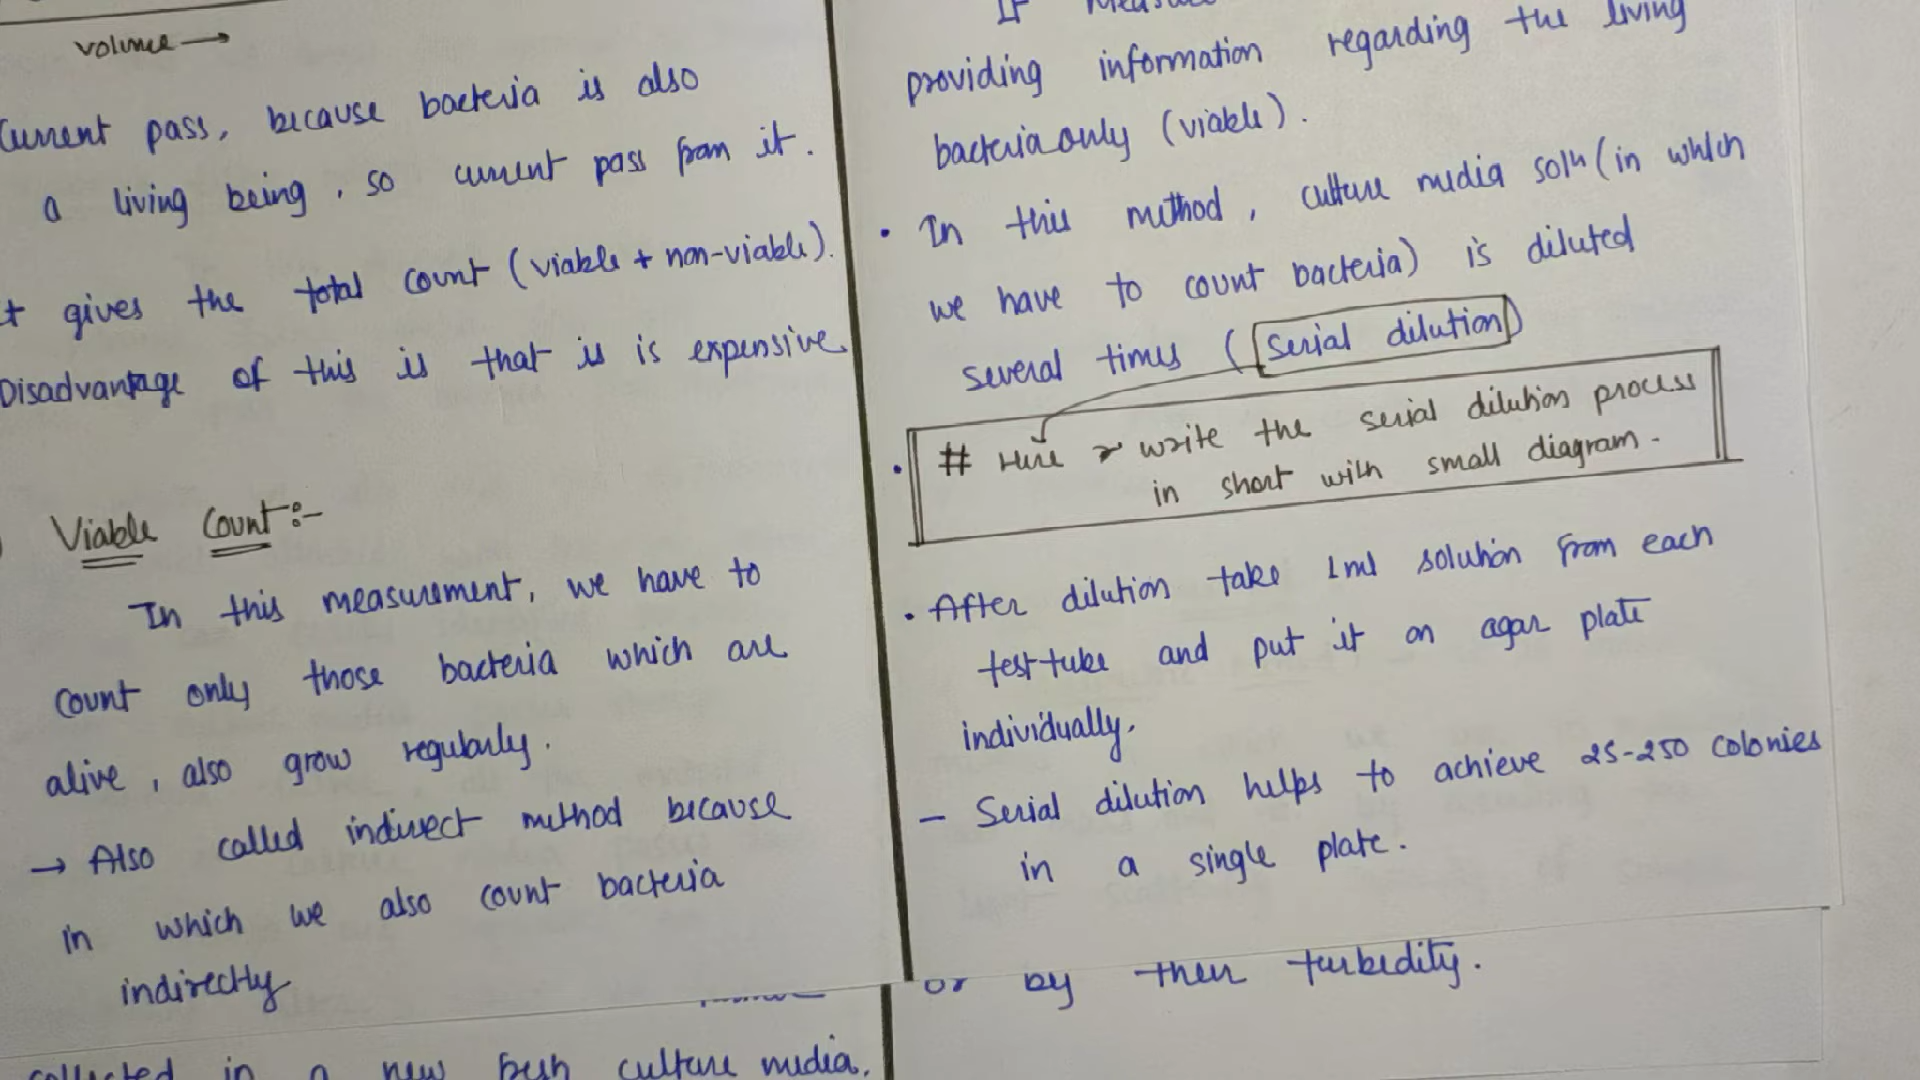 volume →
Current pass, because bacteria is also
a living being, so current pass from it.
gives the total count (viable + non-viable).
Disadvantage of this is that is is expensive
Viable Count:-
In this measurement, we have to
count only those bacteria which are
alive, also grow regularly.
→ Also called indirect method because
in which we also count bacteria
indirectly
collected in a new fresh culture media.
It
providing information regarding the living
bacteria only (viable).
• In this method, culture media solⁿ (in which
we have to count bacteria) is diluted
several times (serial dilution)
• # Here write the serial dilution process
in short with small diagram.
• After dilution take 1ml solution from each
test tube and put it on agar plate
individually.
- Serial dilution helps to achieve 25-250 colonies
in a single plate.
or by their turbidity.